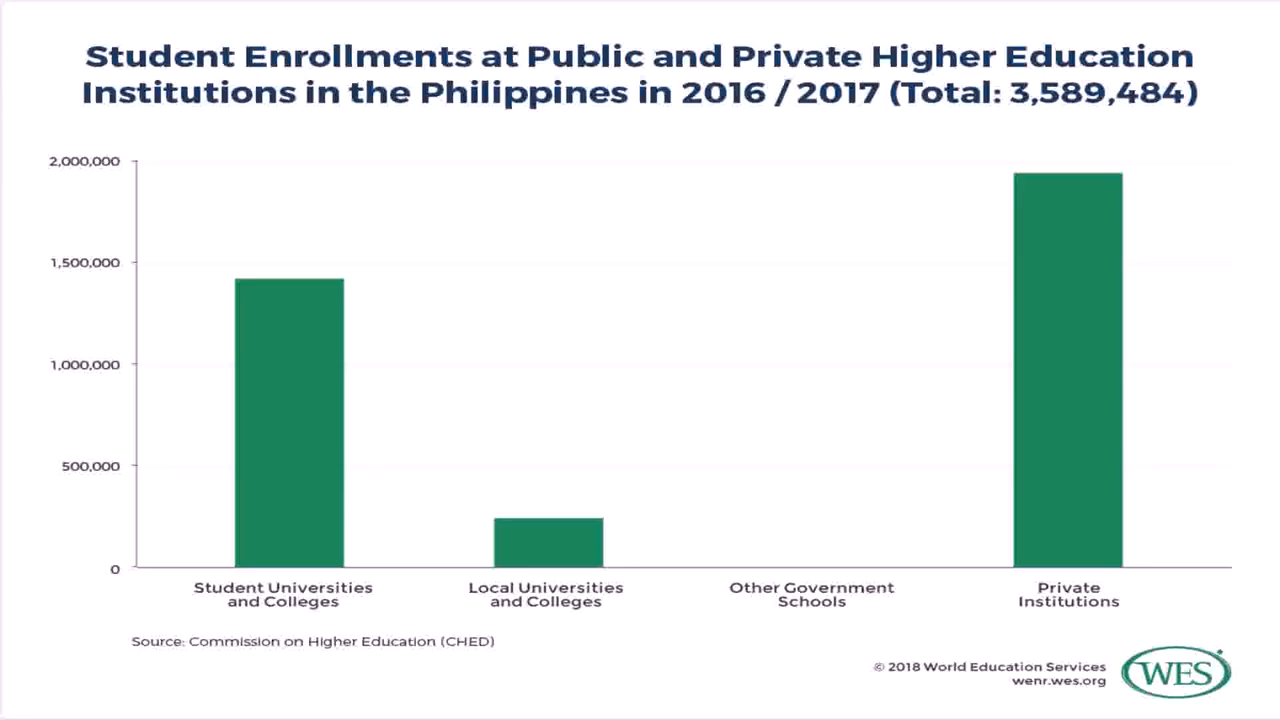 Student Enrollments at Public and Private Higher Education
Institutions in the Philippines in 2016 / 2017 (Total: 3,589,484)
2,000,000
1,500,000
1,000,000
500,000
0
Student Universities
and Colleges
Local Universities
and Colleges
Other Government
Schools
Private
Institutions
Source: Commission on Higher Education (CHED)
© 2018 World Education Services
wenr.wes.org
WES